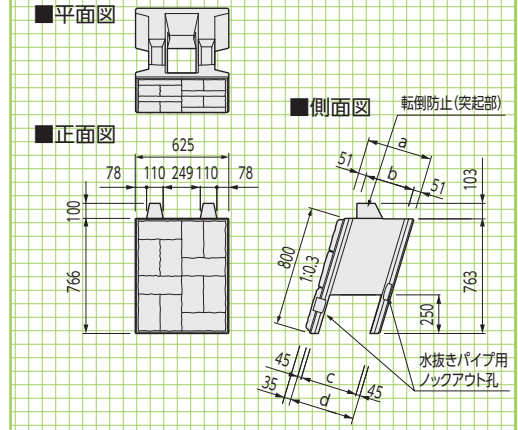 ■平面図
■正面図
625
78 110 249 110 78
100
766
■側面図
転倒防止(突起部)
a
51 b 51
103
800
1:0.3
763
250
45 c 45
35 d
水抜きパイプ用
ノックアウト孔